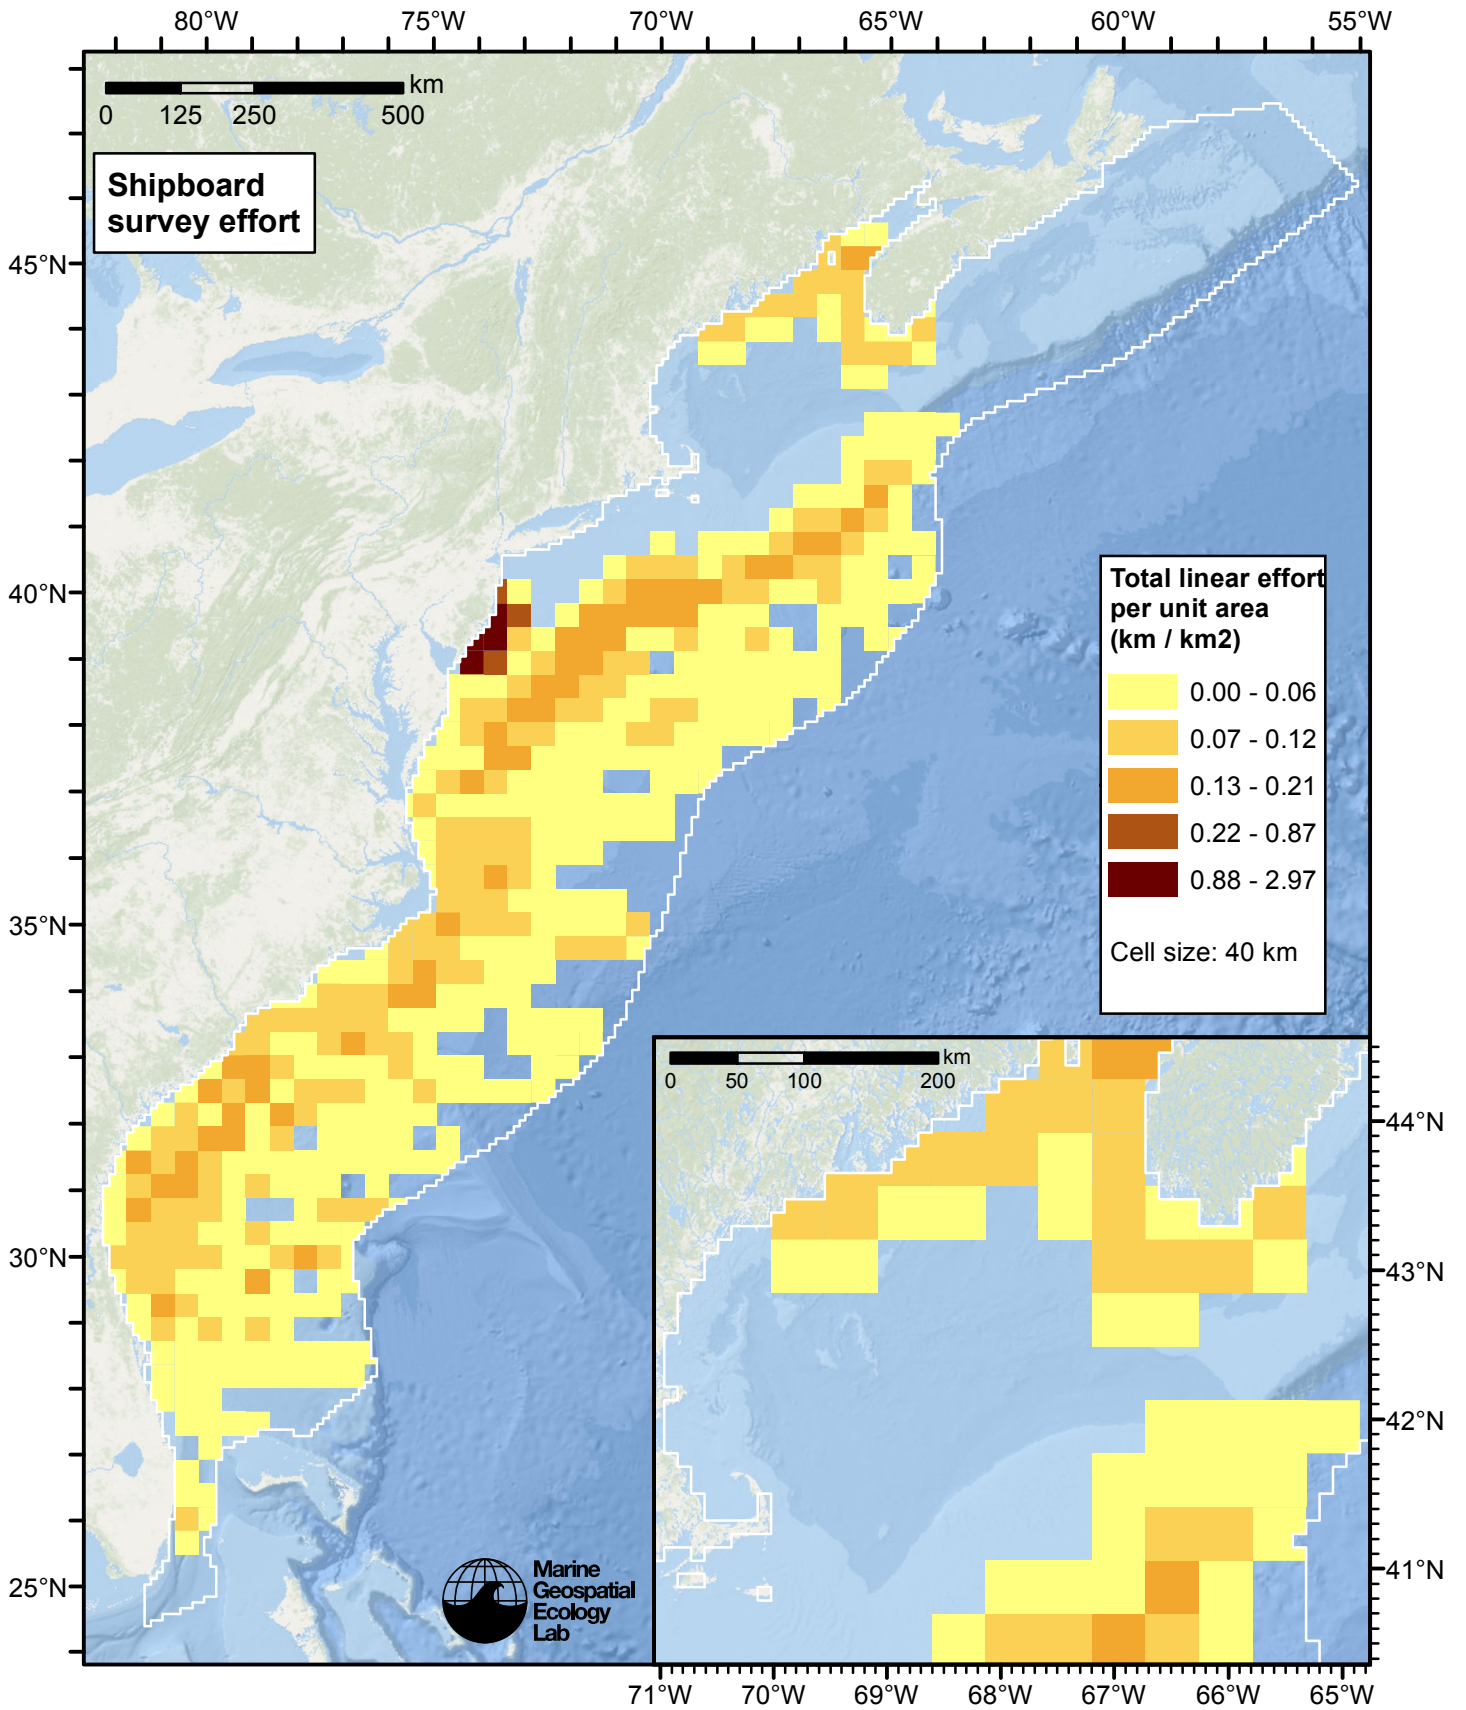 80°W 75°W 70°W 65°W 60°W 55°W
km
0 125 250 500
Shipboard
survey effort
45°N
40°N
35°N
30°N
25°N
Total linear effort
per unit area
(km / km2)
0.00 - 0.06
0.07 - 0.12
0.13 - 0.21
0.22 - 0.87
0.88 - 2.97
Cell size: 40 km
km
0 50 100 200
44°N
43°N
42°N
41°N
Marine
Geospatial
Ecology
Lab
71°W 70°W 69°W 68°W 67°W 66°W 65°W